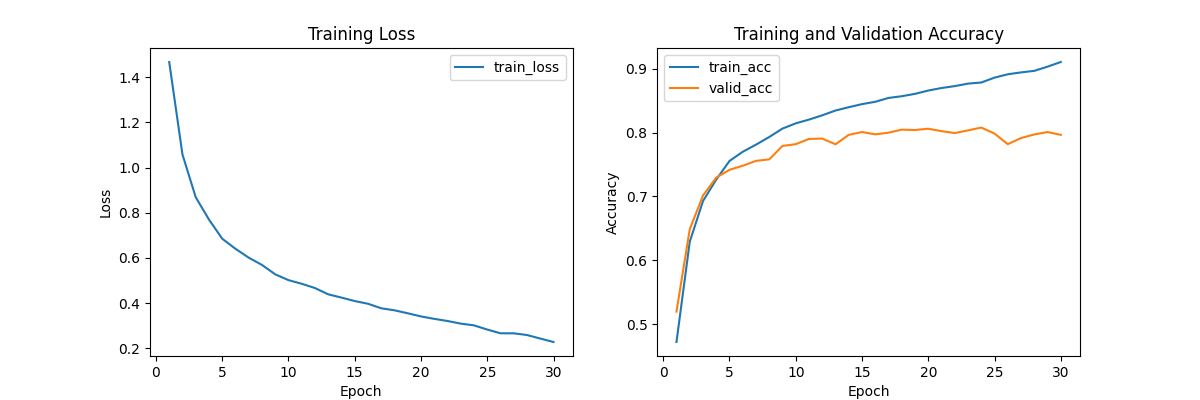 Training Loss
train_loss
1.4
1.2
1.0
0.8
0.6
0.4
0.2
Loss
0 5 10 15 20 25 30
Epoch
Training and Validation Accuracy
train_acc
valid_acc
0.9
0.8
0.7
0.6
0.5
Accuracy
0 5 10 15 20 25 30
Epoch